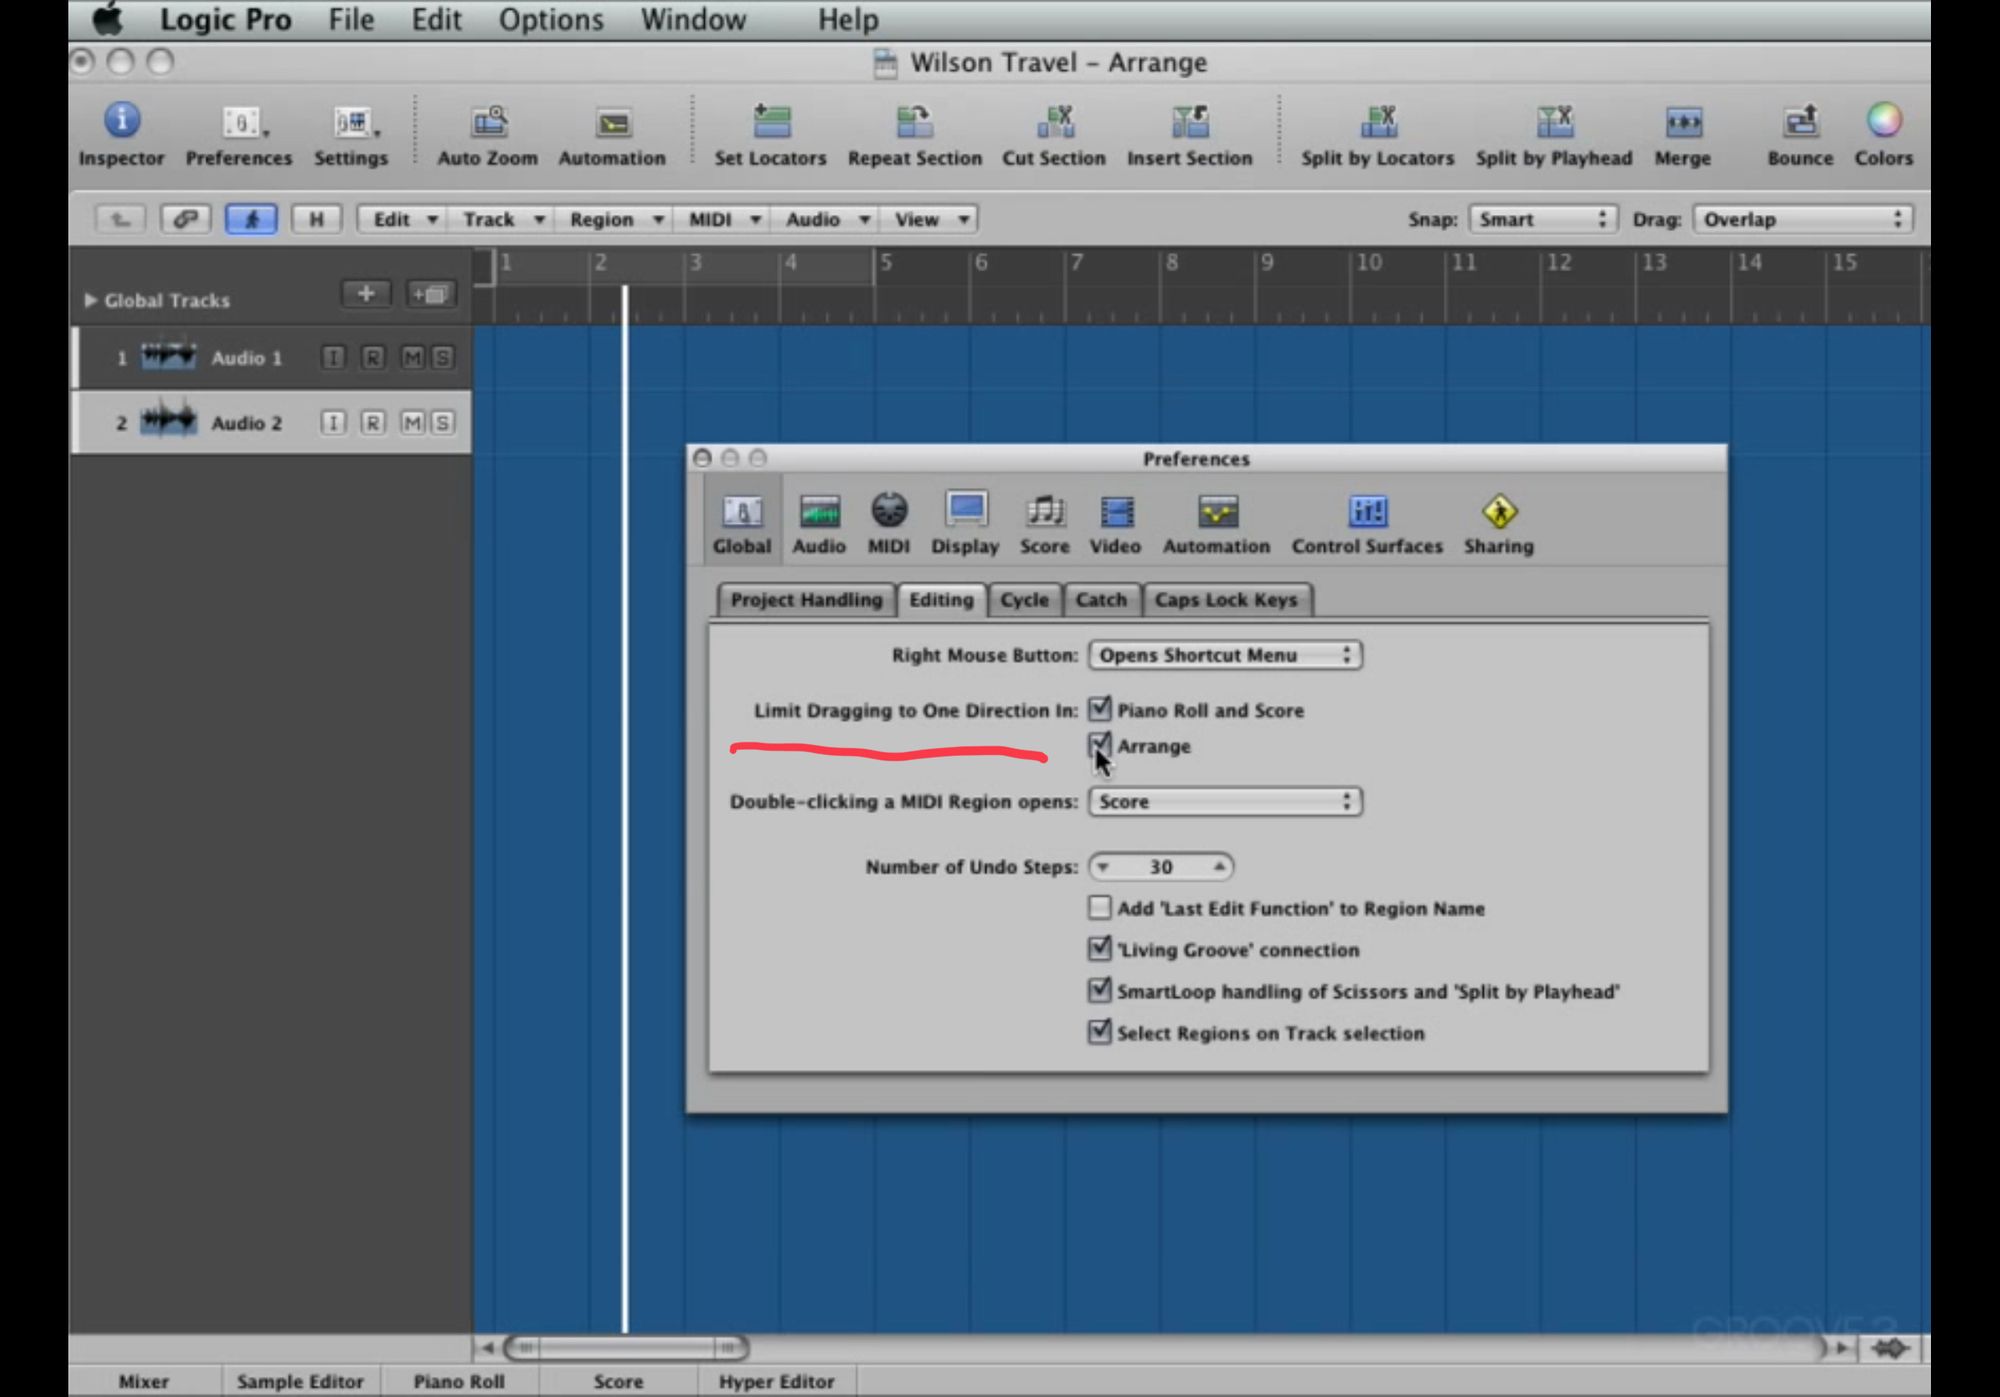 Logic Pro File Edit Options Window Help
Wilson Travel – Arrange
Inspector Preferences Settings Auto Zoom Automation Set Locators Repeat Section Cut Section Insert Section Split by Locators Split by Playhead Merge Bounce Colors
H Edit Track Region MIDI Audio View Snap: Smart Drag: Overlap
1 2 3 4 5 6 7 8 9 10 11 12 13 14 15
Global Tracks
1 Audio 1 I R M S
2 Audio 2 I R M S
Preferences
Global Audio MIDI Display Score Video Automation Control Surfaces Sharing
Project Handling Editing Cycle Catch Caps Lock Keys
Right Mouse Button: Opens Shortcut Menu
Limit Dragging to One Direction In: Piano Roll and Score
Arrange
Double-clicking a MIDI Region opens: Score
Number of Undo Steps: 30
Add 'Last Edit Function' to Region Name
'Living Groove' connection
SmartLoop handling of Scissors and 'Split by Playhead'
Select Regions on Track selection
GROOVE3
Mixer Sample Editor Piano Roll Score Hyper Editor